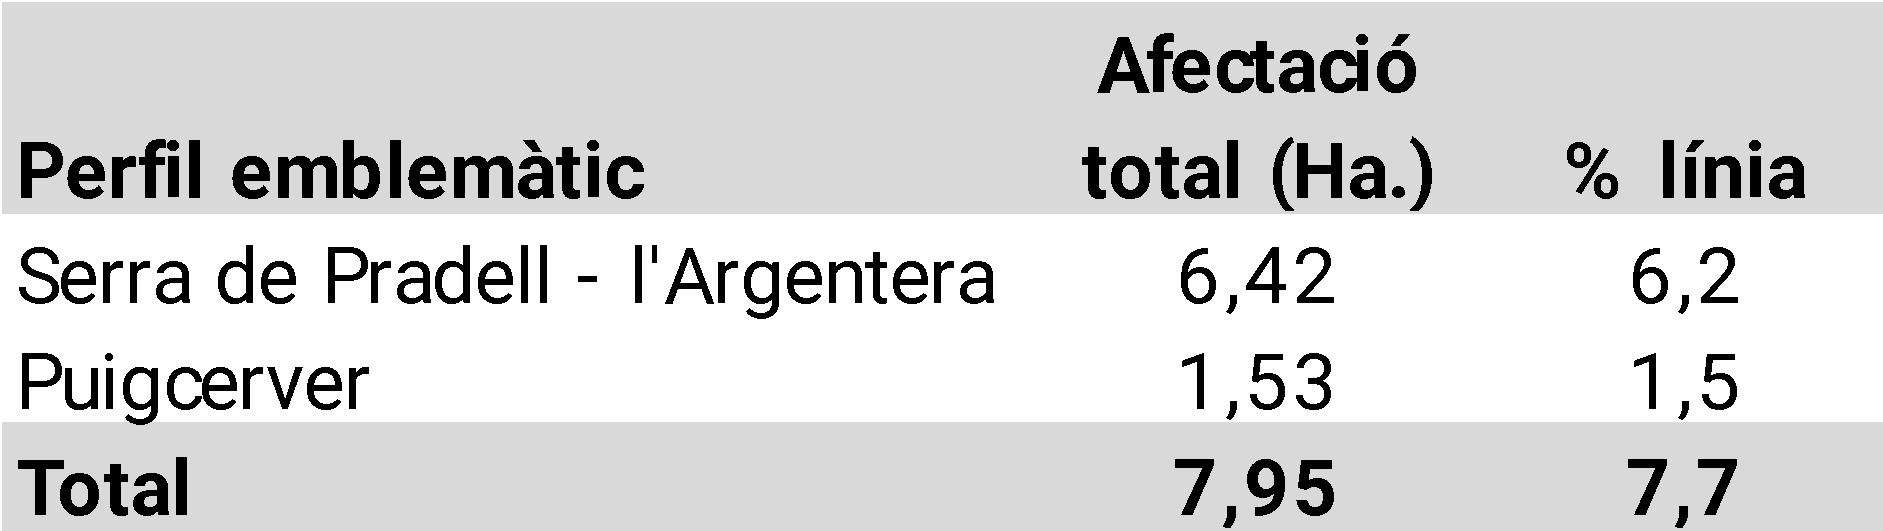 Afectació
Perfil emblemàtic total (Ha.) % línia
Serra de Pradell - l'Argentera 6,42 6,2
Puigcerver 1,53 1,5
Total 7,95 7,7